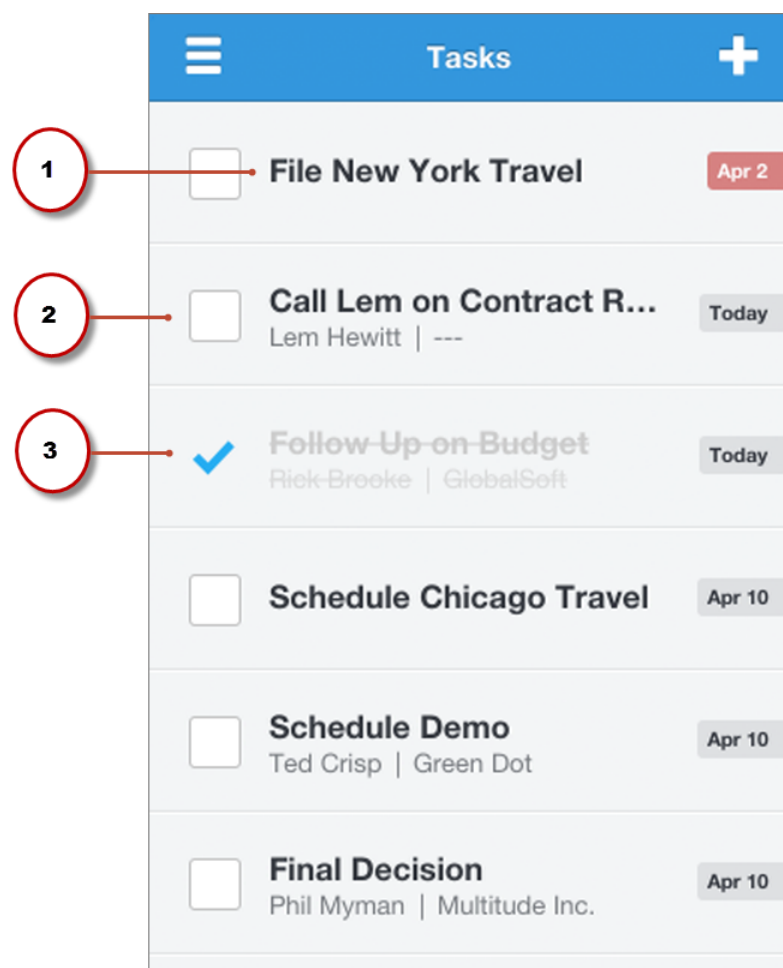 Tasks
1
File New York Travel
Apr 2
2
Call Lem on Contract R...
Lem Hewitt | ---
Today
3
Follow Up on Budget
Rick Brooke | GlobalSoft
Today
Schedule Chicago Travel
Apr 10
Schedule Demo
Ted Crisp | Green Dot
Apr 10
Final Decision
Phil Myman | Multitude Inc.
Apr 10